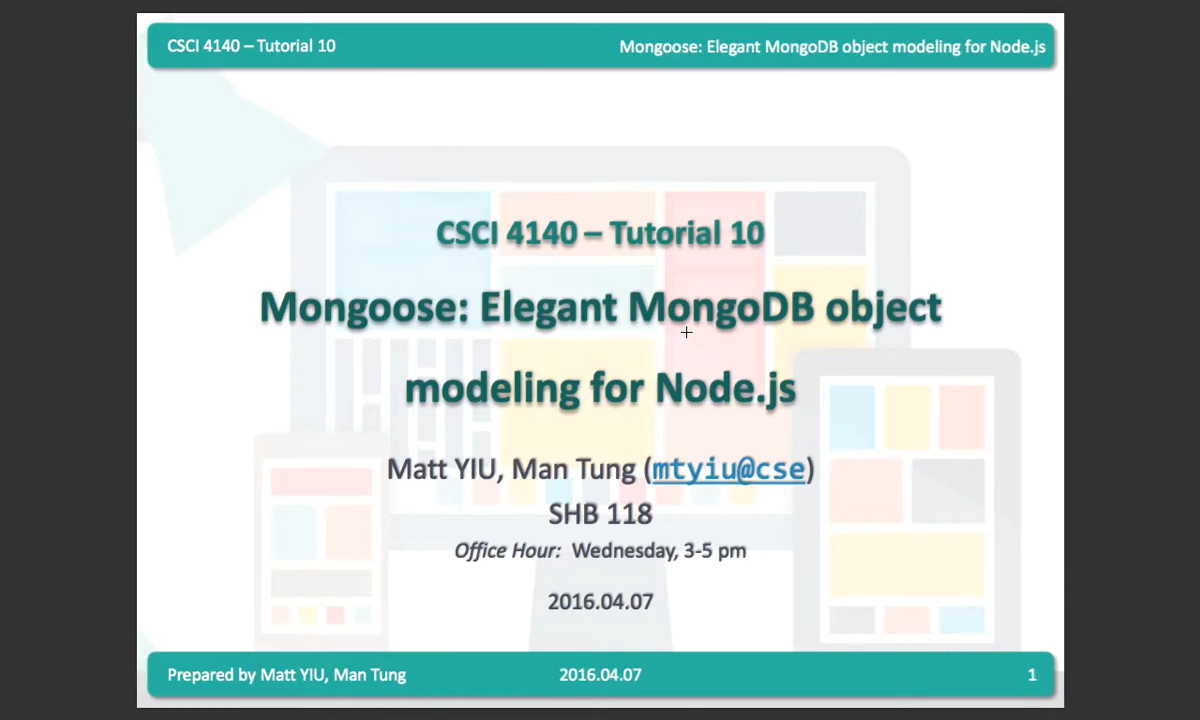 CSCI 4140 – Tutorial 10
Mongoose: Elegant MongoDB object modeling for Node.js
CSCI 4140 – Tutorial 10
Mongoose: Elegant MongoDB object
modeling for Node.js
Matt YIU, Man Tung (mtyiu@cse)
SHB 118
Office Hour: Wednesday, 3-5 pm
2016.04.07
Prepared by Matt YIU, Man Tung
2016.04.07
1